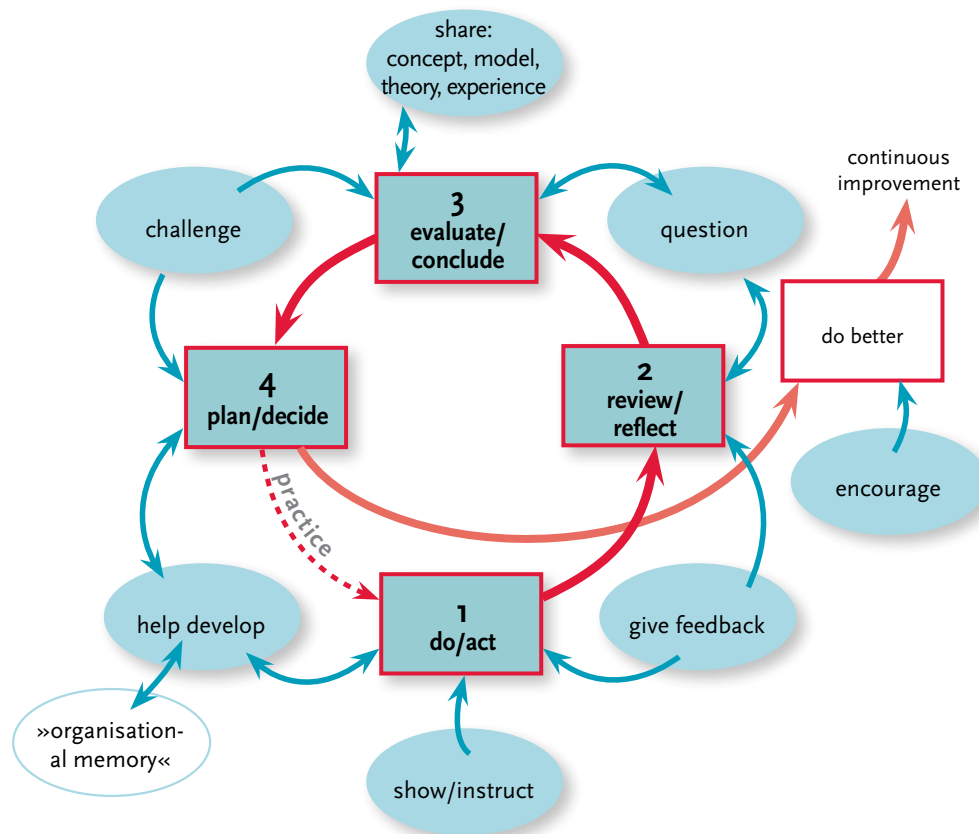 share:
concept, model,
theory, experience
continuous
improvement
3
evaluate/
conclude
challenge
question
do better
4
plan/decide
2
review/
reflect
practice
encourage
1
do/act
help develop
give feedback
»organisation-
al memory«
show/instruct